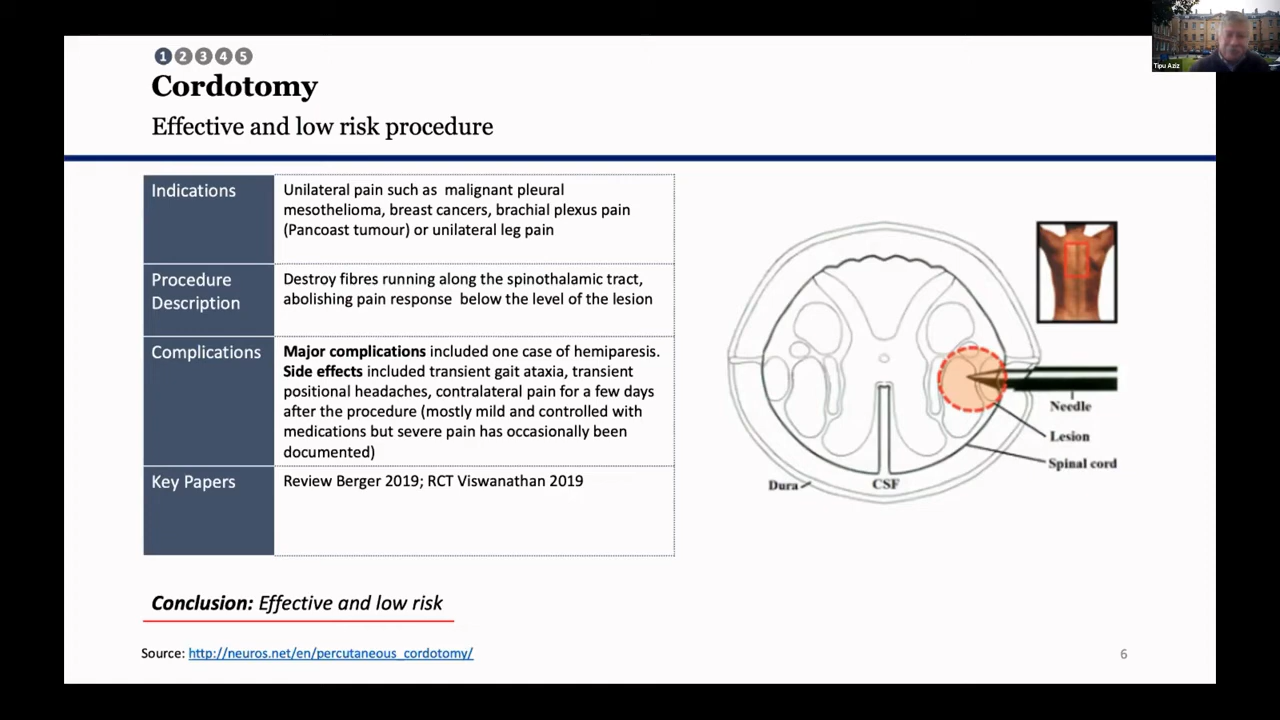 1 2 3 4 5
Cordotomy
Effective and low risk procedure
Tipu Aziz
Indications
Unilateral pain such as malignant pleural
mesothelioma, breast cancers, brachial plexus pain
(Pancoast tumour) or unilateral leg pain
Procedure
Description
Destroy fibres running along the spinothalamic tract,
abolishing pain response below the level of the lesion
Complications
Major complications included one case of hemiparesis.
Side effects included transient gait ataxia, transient
positional headaches, contralateral pain for a few days
after the procedure (mostly mild and controlled with
medications but severe pain has occasionally been
documented)
Key Papers
Review Berger 2019; RCT Viswanathan 2019
Needle
Lesion
Spinal cord
Dura
CSF
Conclusion: Effective and low risk
Source: http://neuros.net/en/percutaneous_cordotomy/
6